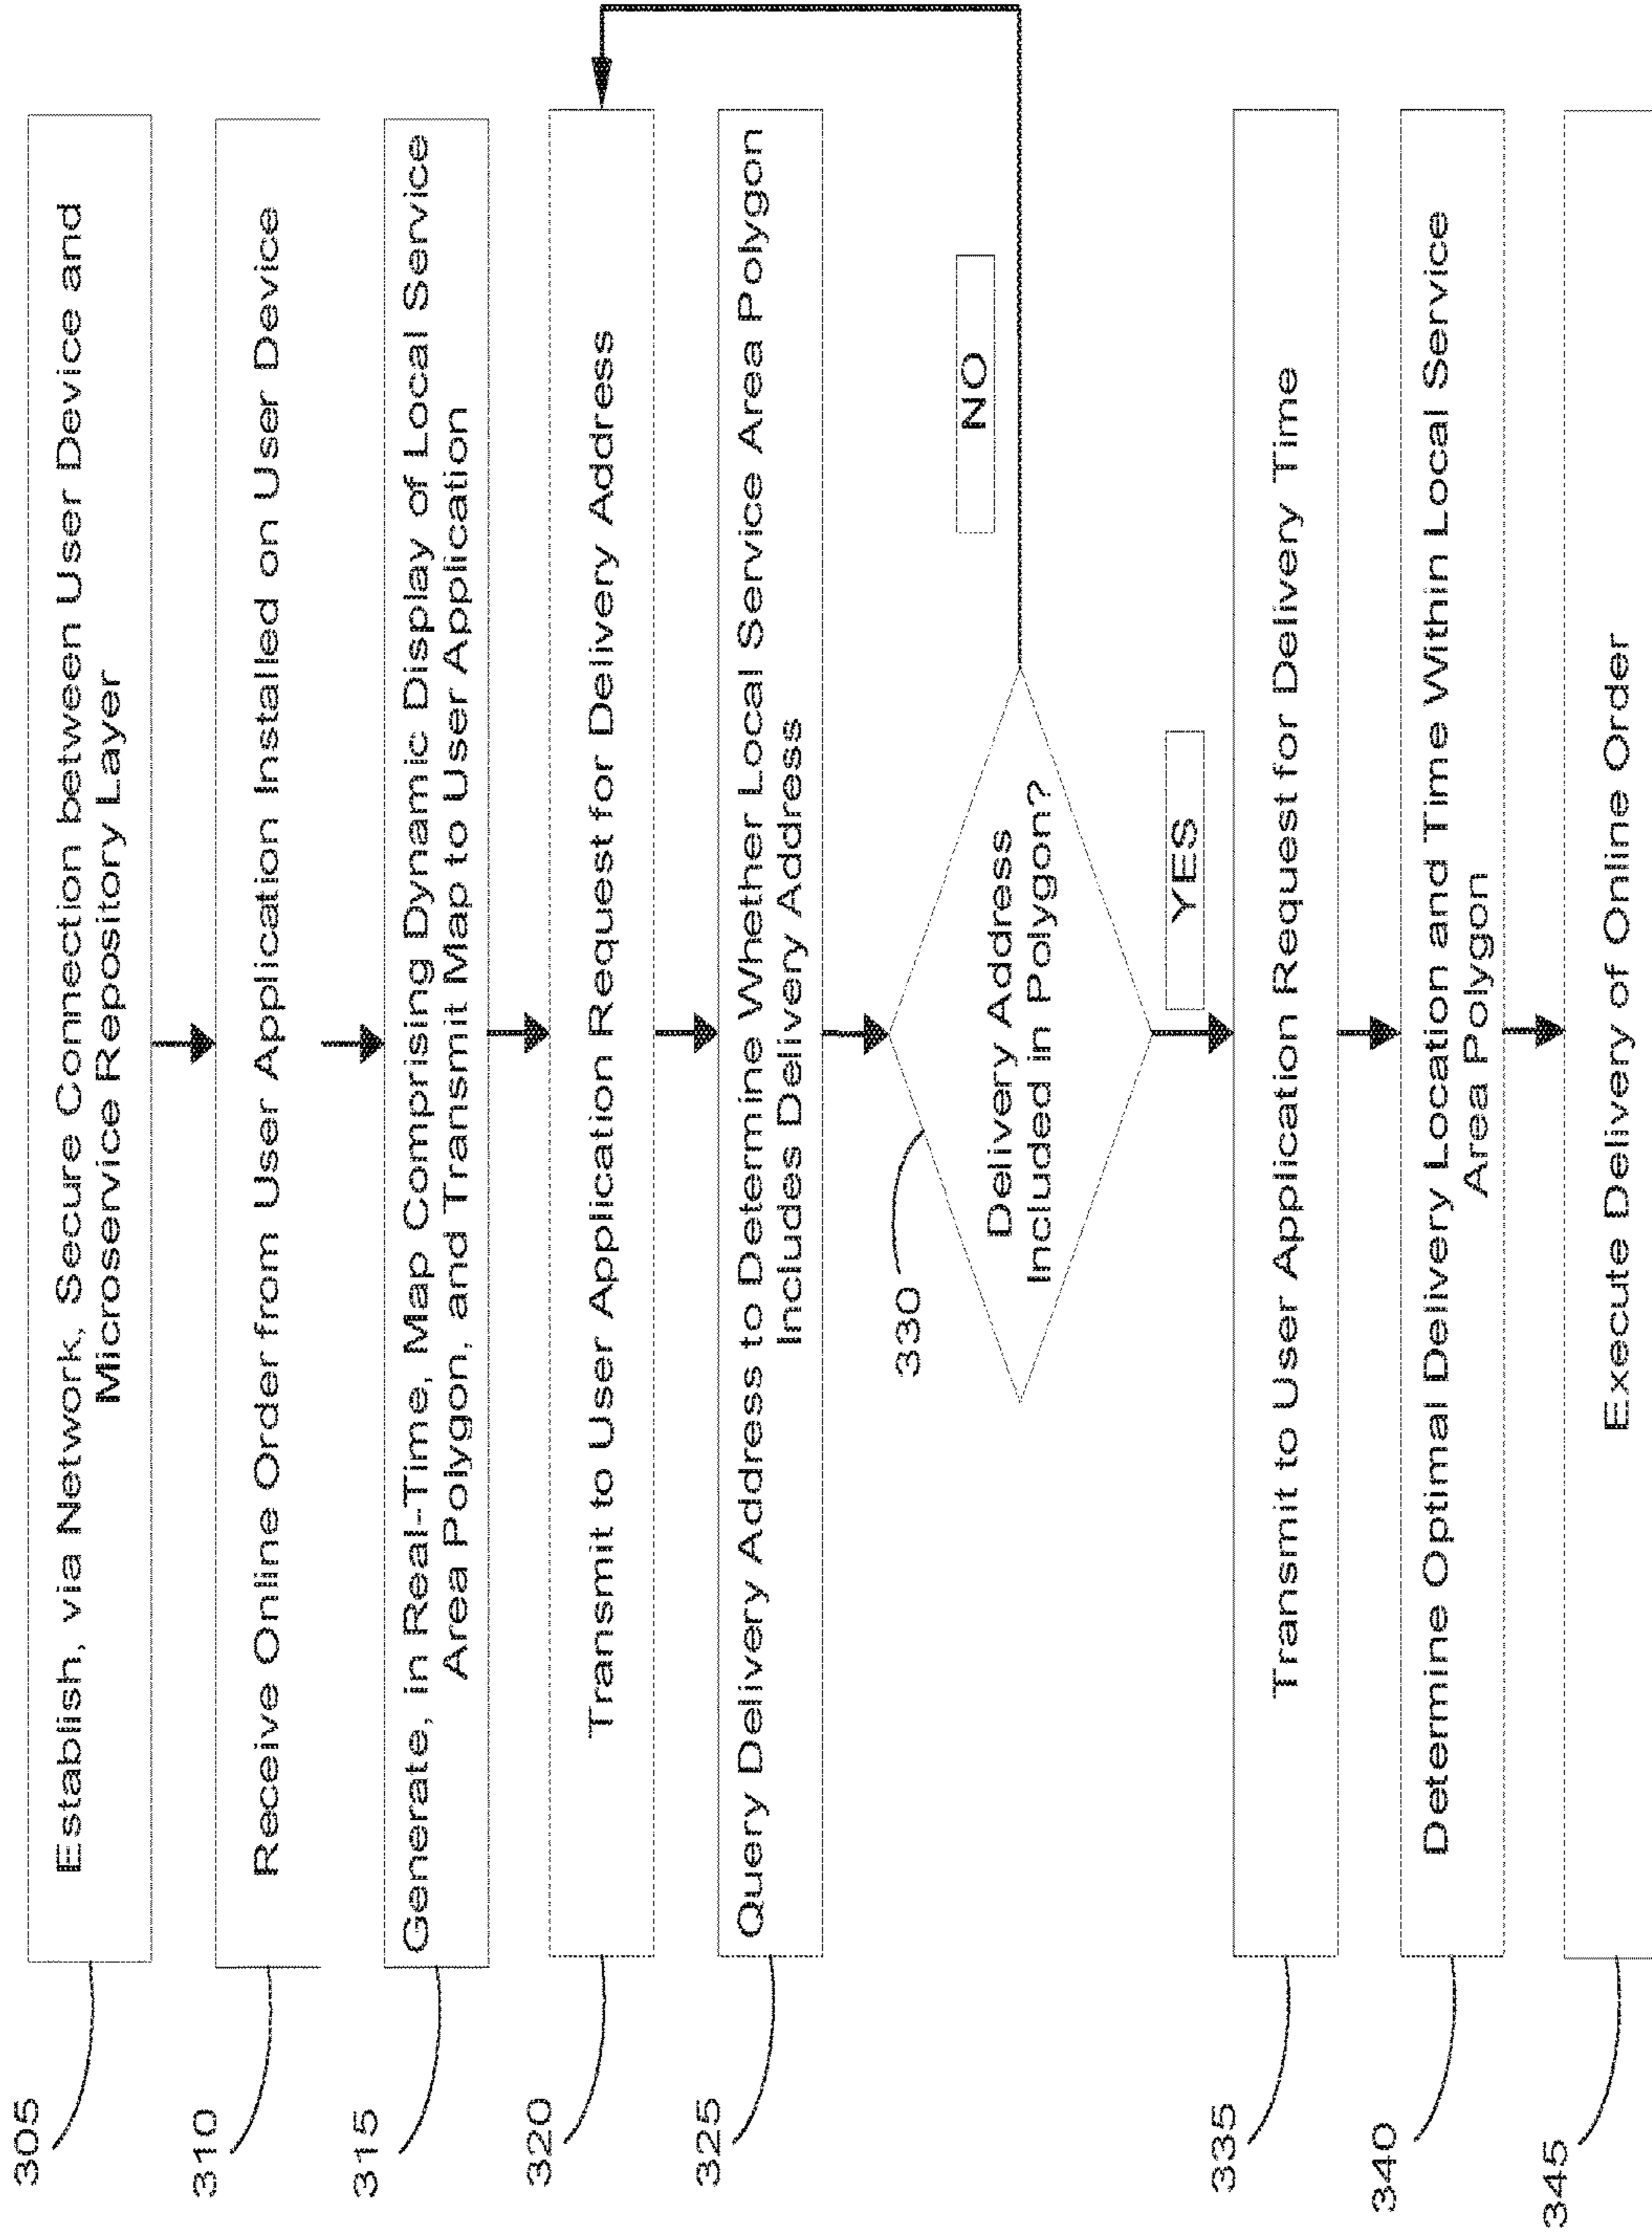 305
Establish, via Network, Secure Connection between User Device and
Microservice Repository Layer
310
Receive Online Order from User Application Installed on User Device
315
Generate, in Real-Time, Map Comprising Dynamic Display of Local Service
Area Polygon, and Transmit Map to User Application
320
Transmit to User Application Request for Delivery Address
325
Query Delivery Address to Determine Whether Local Service Area Polygon
Includes Delivery Address
330
Delivery Address
Included in Polygon?
NO
YES
335
Transmit to User Application Request for Delivery Time
340
Determine Optimal Delivery Location and Time Within Local Service
Area Polygon
345
Execute Delivery of Online Order